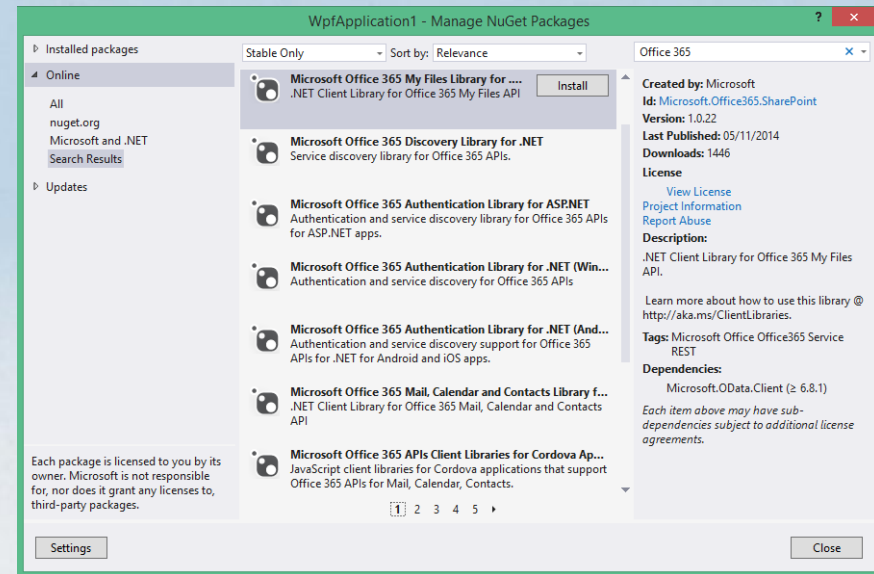 WpfApplication1 - Manage NuGet Packages
?
Installed packages
Online
All
nuget.org
Microsoft and .NET
Search Results
Updates
Each package is licensed to you by its
owner. Microsoft is not responsible
for, nor does it grant any licenses to,
third-party packages.
Settings
Stable Only
Sort by: Relevance
Microsoft Office 365 My Files Library for ....
.NET Client Library for Office 365 My Files API
Install
Microsoft Office 365 Discovery Library for .NET
Service discovery library for Office 365 APIs.
Microsoft Office 365 Authentication Library for ASP.NET
Authentication and service discovery library for Office 365 APIs
for ASP.NET apps.
Microsoft Office 365 Authentication Library for .NET (Win...
Authentication and service discovery for Office 365 APIs
Microsoft Office 365 Authentication Library for .NET (And...
Authentication and service discovery support for Office 365
APIs for .NET for Android and iOS apps.
Microsoft Office 365 Mail, Calendar and Contacts Library f...
.NET Client Library for Office 365 Mail, Calendar and Contacts
API
Microsoft Office 365 APIs Client Libraries for Cordova Ap...
JavaScript client libraries for Cordova applications that support
Office 365 APIs for Mail, Calendar, Contacts.
1 2 3 4 5
Office 365
Created by: Microsoft
Id: Microsoft.Office365.SharePoint
Version: 1.0.22
Last Published: 05/11/2014
Downloads: 1446
License
View License
Project Information
Report Abuse
Description:
.NET Client Library for Office 365 My Files
API.
Learn more about how to use this library @
http://aka.ms/ClientLibraries.
Tags: Microsoft Office Office365 Service
REST
Dependencies:
Microsoft.OData.Client (≥ 6.8.1)
Each item above may have sub-
dependencies subject to additional license
agreements.
Close